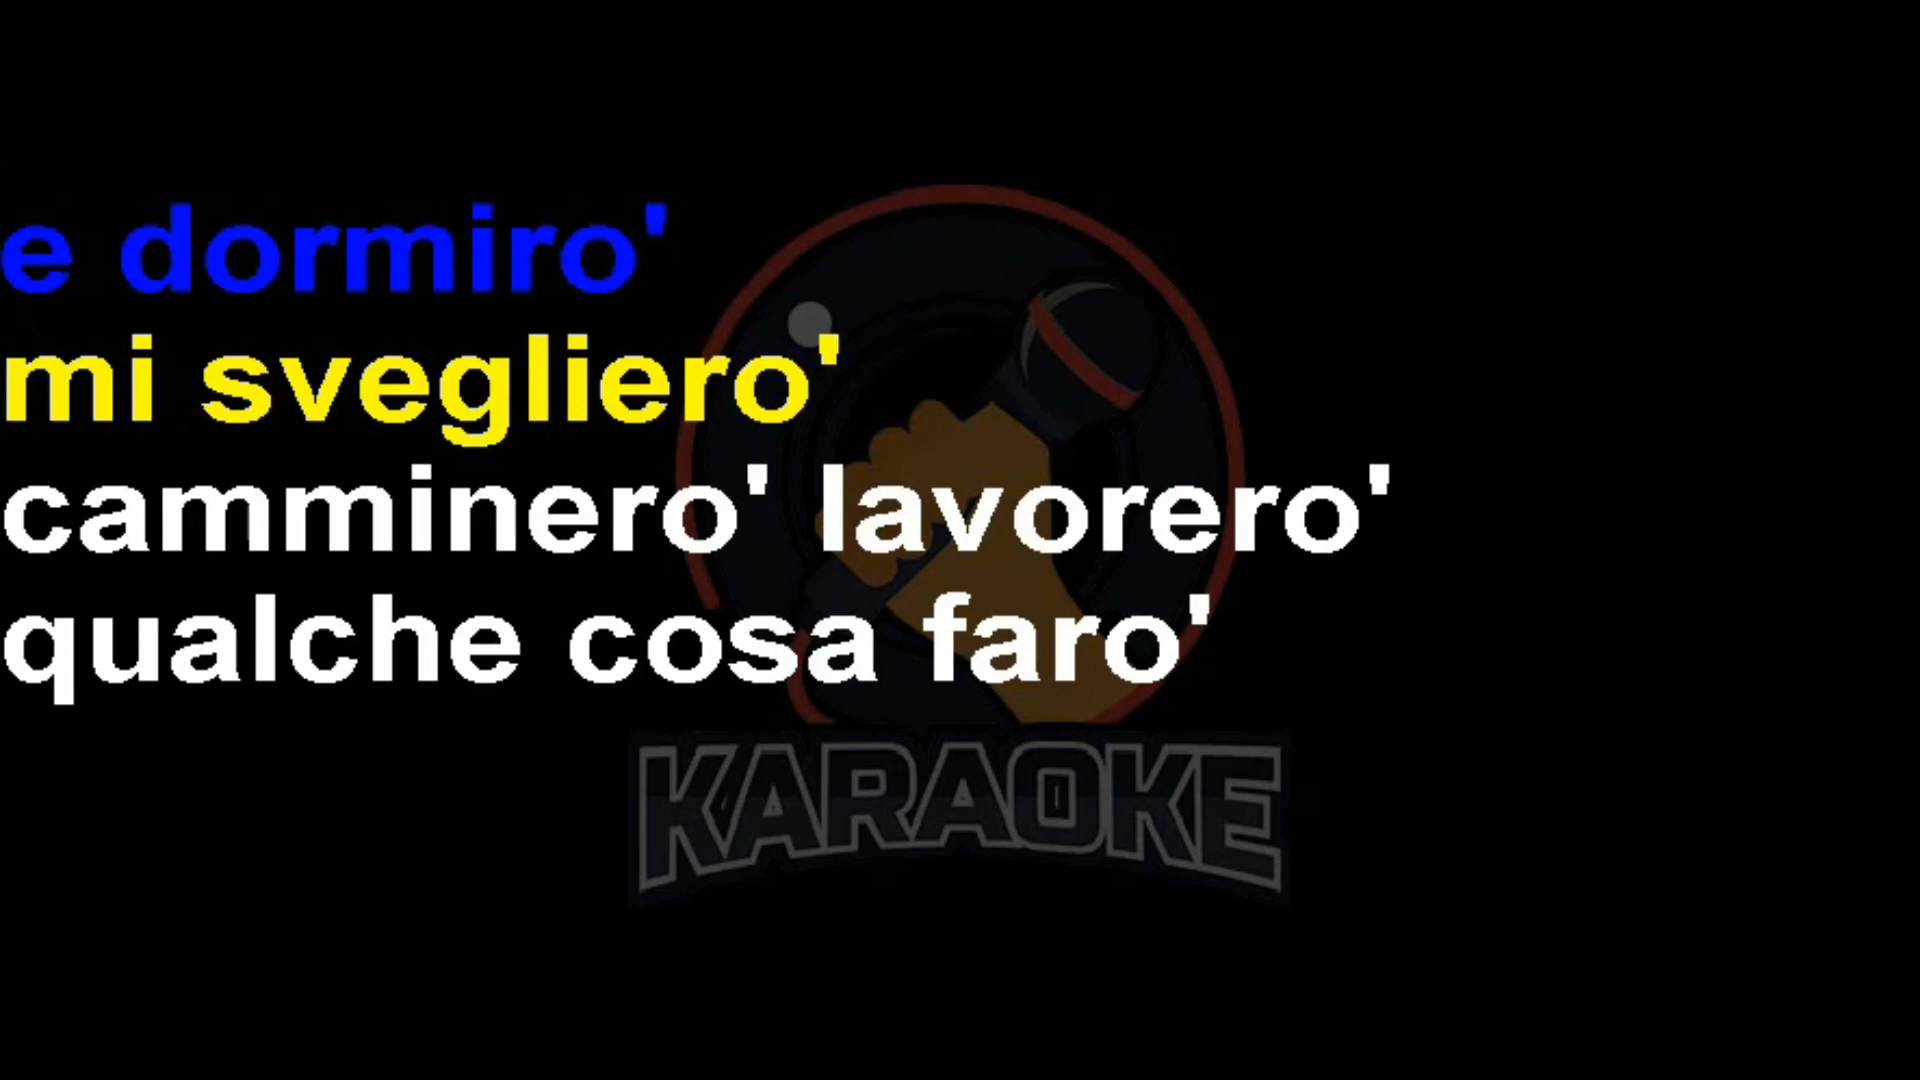 e dormiro'
mi svegliero'
camminero' lavorero'
qualche cosa faro'
KARAOKE